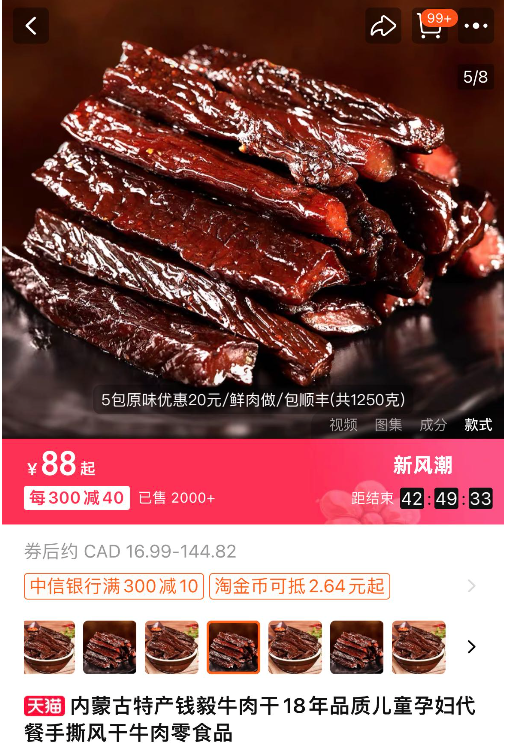 99+
5/8
5包原味优惠20元/鲜肉做/包顺丰(共1250克)
视频 图集 成分 款式
¥88起 新风潮
每300减40 已售 2000+ 距结束 42:49:33
券后约 CAD 16.99-144.82
中信银行满300减10 淘金币可抵2.64元起
天猫 内蒙古特产钱毅牛肉干18年品质儿童孕妇代
餐手撕风干牛肉零食品